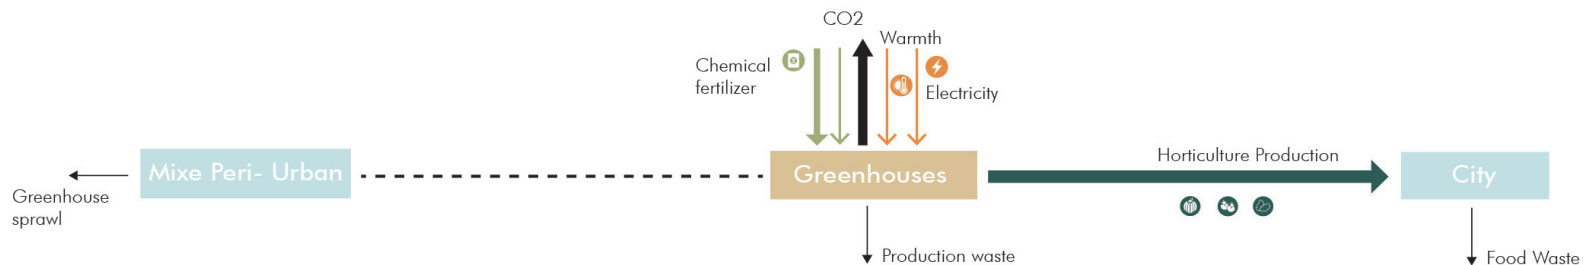 CO2
Warmth
Chemical
fertilizer
Electricity
Horticulture Production
Mixe Peri- Urban
Greenhouses
City
Greenhouse
sprawl
Production waste
Food Waste